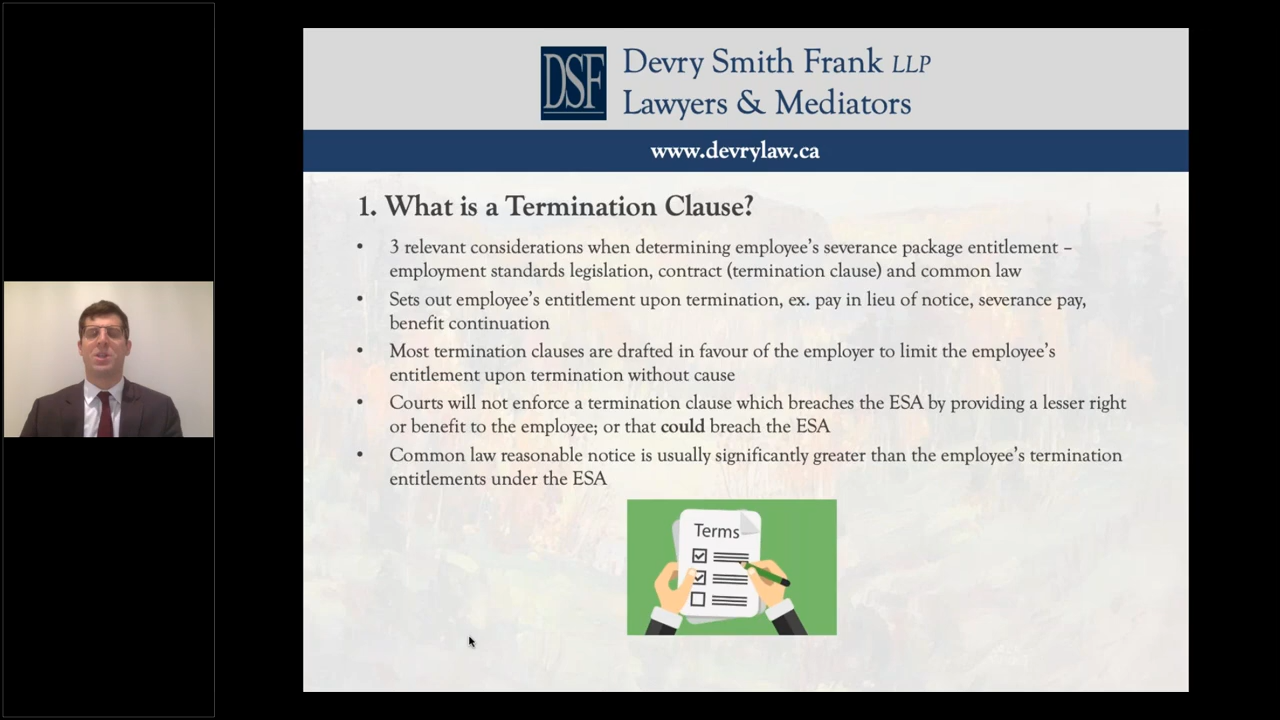 DSF
Devry Smith Frank LLP
Lawyers & Mediators
www.devrylaw.ca
1. What is a Termination Clause?
• 3 relevant considerations when determining employee's severance package entitlement –
employment standards legislation, contract (termination clause) and common law
• Sets out employee's entitlement upon termination, ex. pay in lieu of notice, severance pay,
benefit continuation
• Most termination clauses are drafted in favour of the employer to limit the employee's
entitlement upon termination without cause
• Courts will not enforce a termination clause which breaches the ESA by providing a lesser right
or benefit to the employee; or that could breach the ESA
• Common law reasonable notice is usually significantly greater than the employee's termination
entitlements under the ESA
Terms